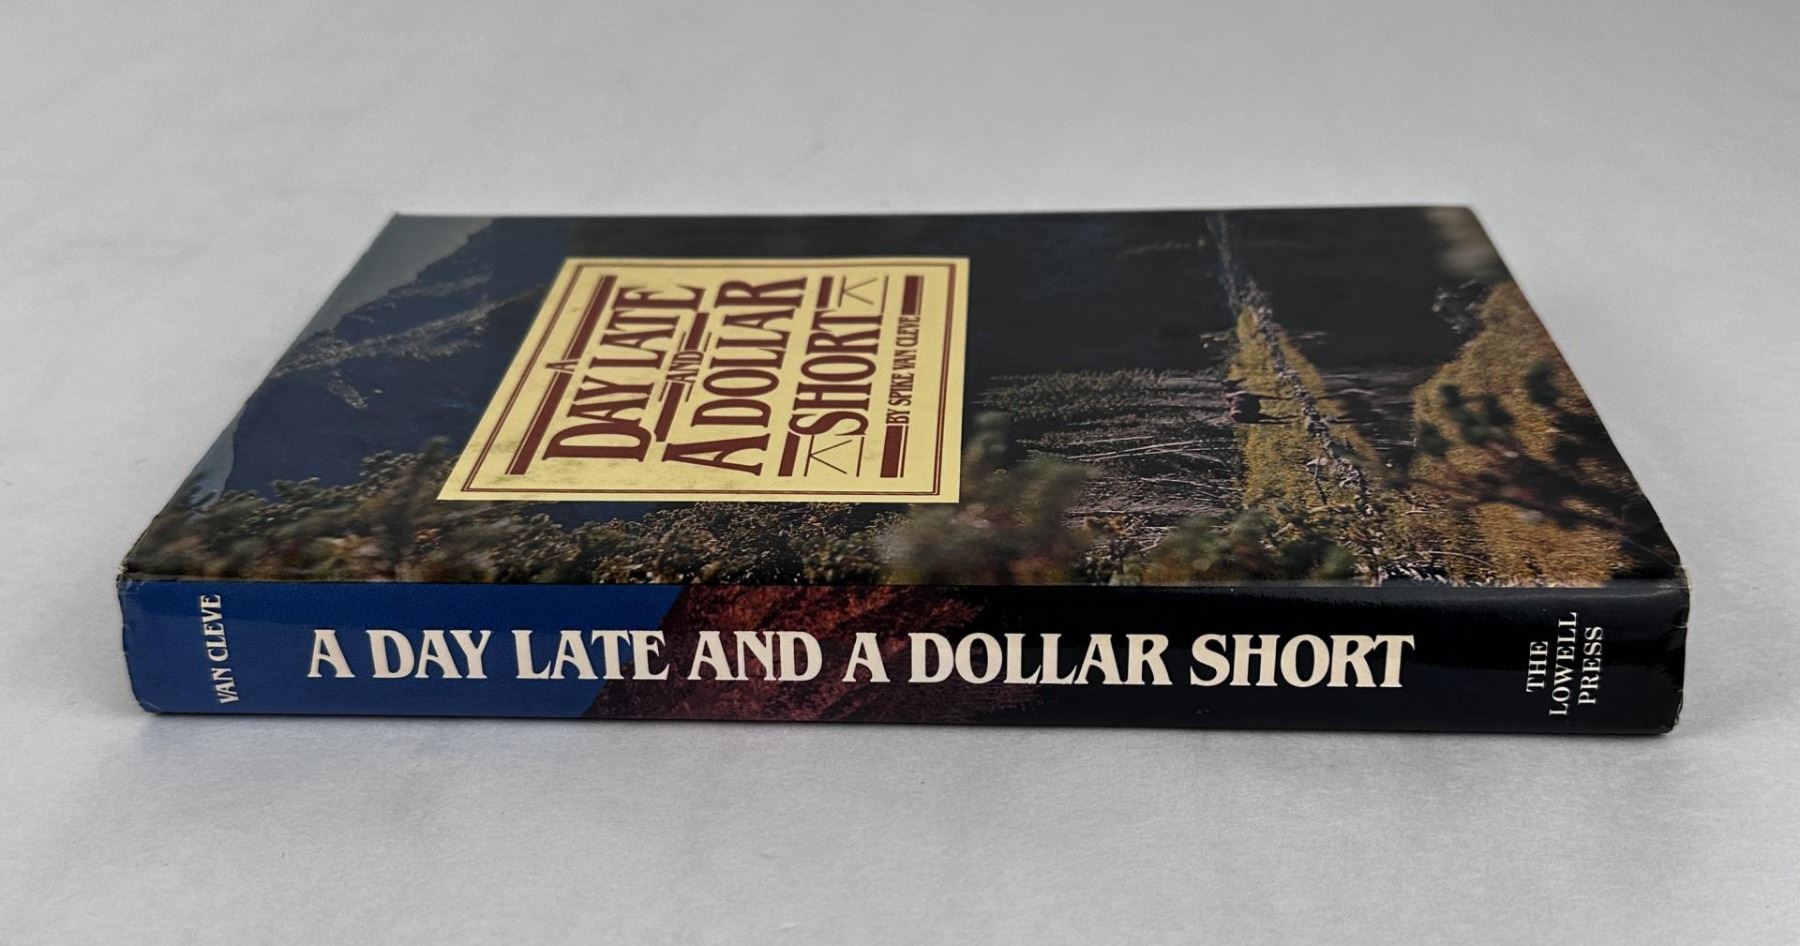 A
DAY LATE
AND
A DOLLAR
SHORT
BY SPIKE VAN CLEVE
VAN CLEVE
A DAY LATE AND A DOLLAR SHORT
THE
LOWELL
PRESS